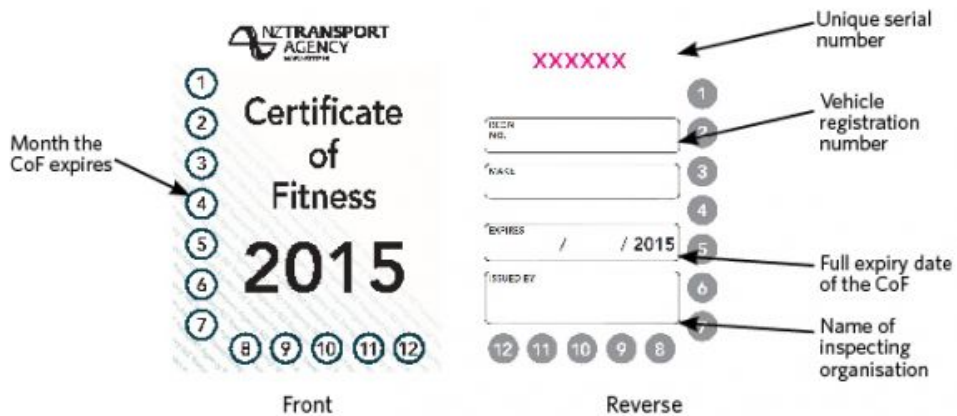 NZTRANSPORT
AGENCY
1
2
3
4
5
6
7
8 9 10 11 12
Certificate
of
Fitness
2015
Month the
CoF expires
Front
XXXXXX
REGN
NO.
MAKE
EXPIRES
/ / 2015
ISSUED BY
1
2
3
4
5
6
7
12 11 10 9 8
Reverse
Unique serial
number
Vehicle
registration
number
Full expiry date
of the CoF
Name of
inspecting
organisation